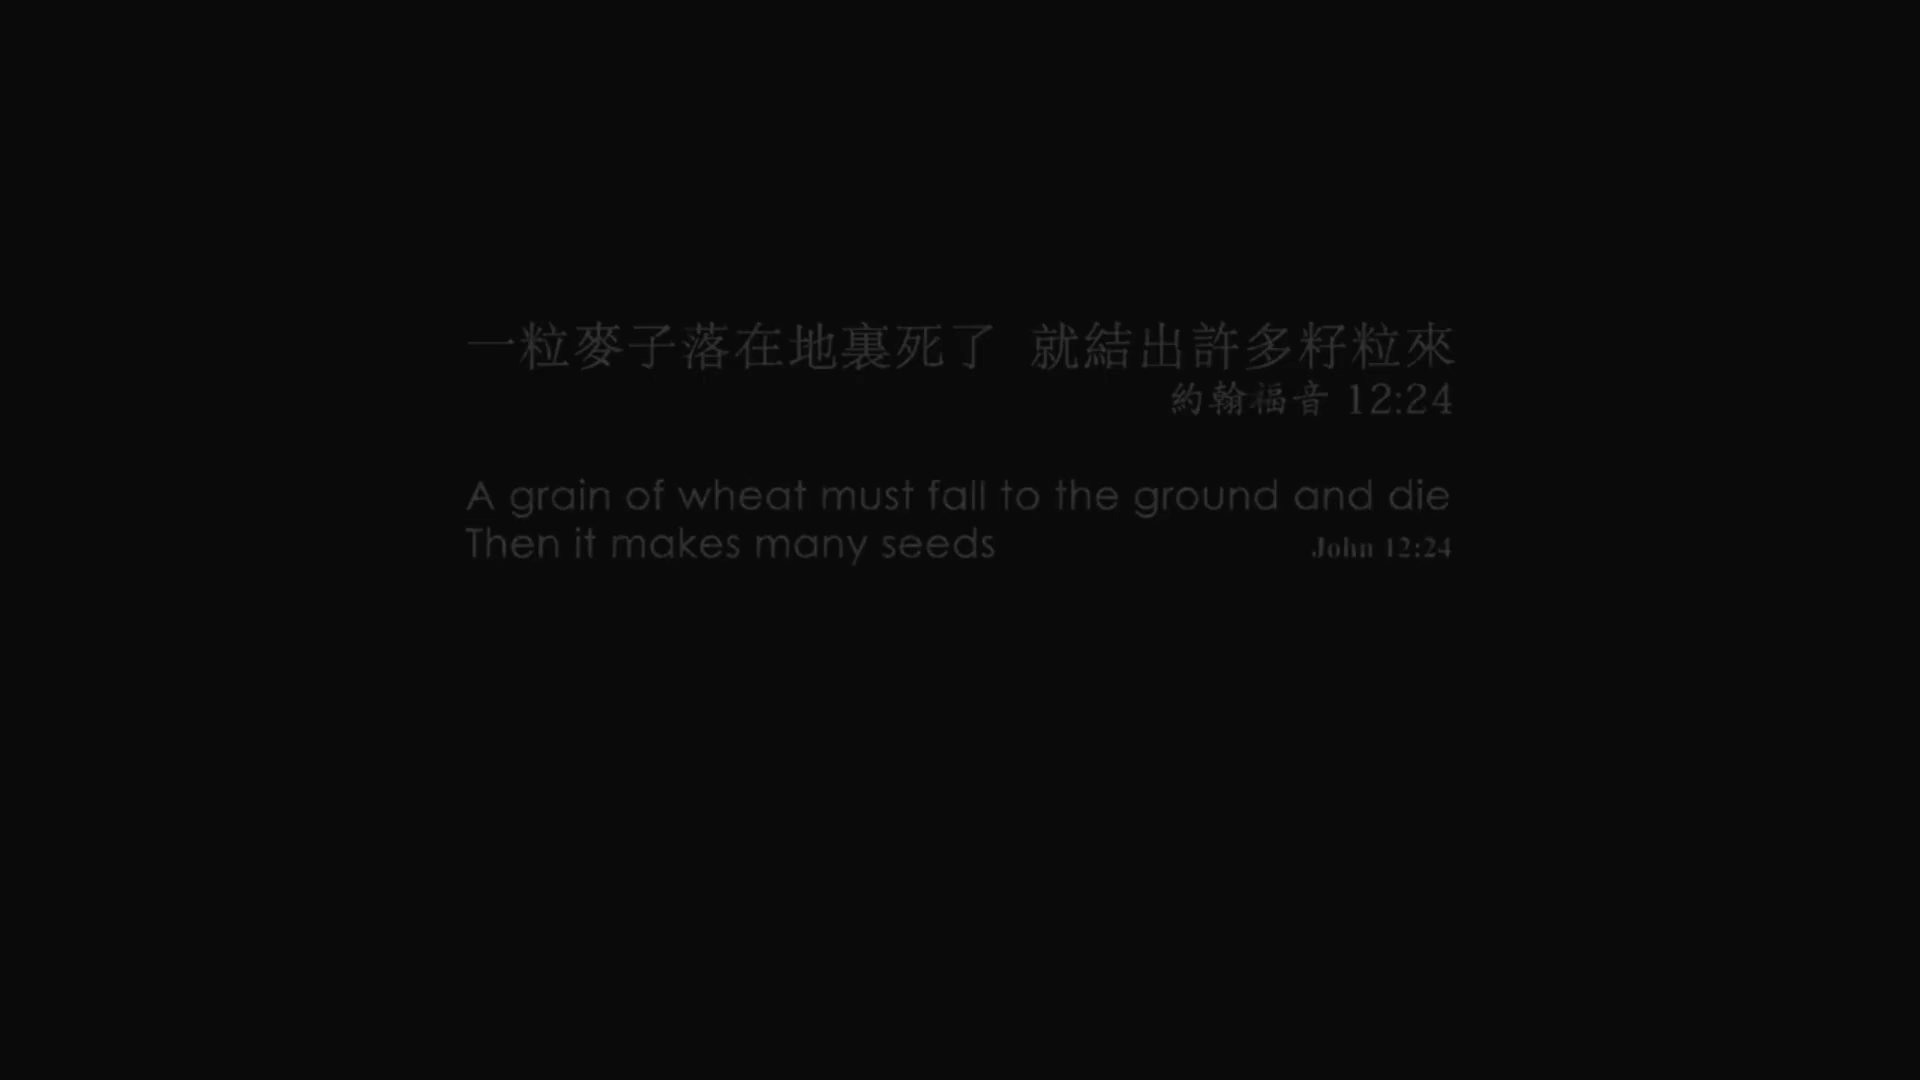 一粒麥子落在地裏死了 就結出許多籽粒來
約翰福音 12:24
A grain of wheat must fall to the ground and die
Then it makes many seeds
John 12:24